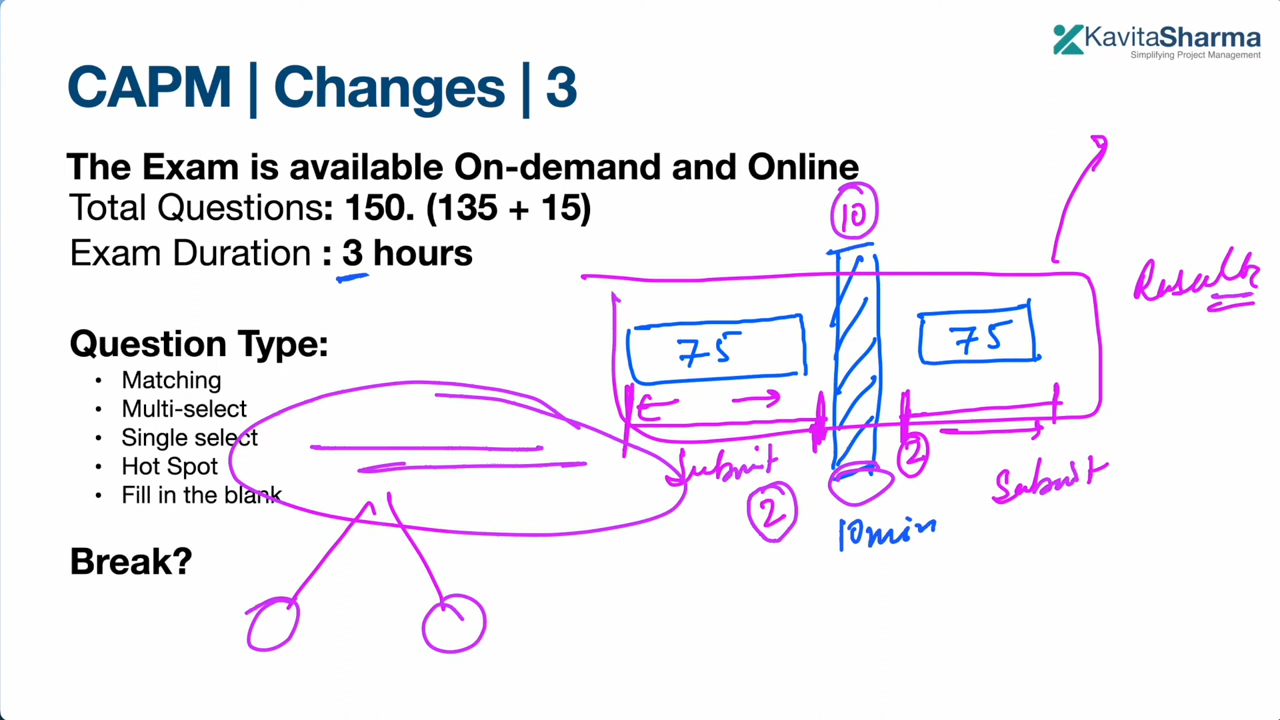 KavitaSharma
Simplifying Project Management
CAPM | Changes | 3
The Exam is available On-demand and Online
Total Questions: 150. (135 + 15)
Exam Duration : 3 hours
10
Results
75
75
Question Type:
• Matching
• Multi-select
• Single select
• Hot Spot
• Fill in the blank
Submit
2
2
Submit
10min
Break?